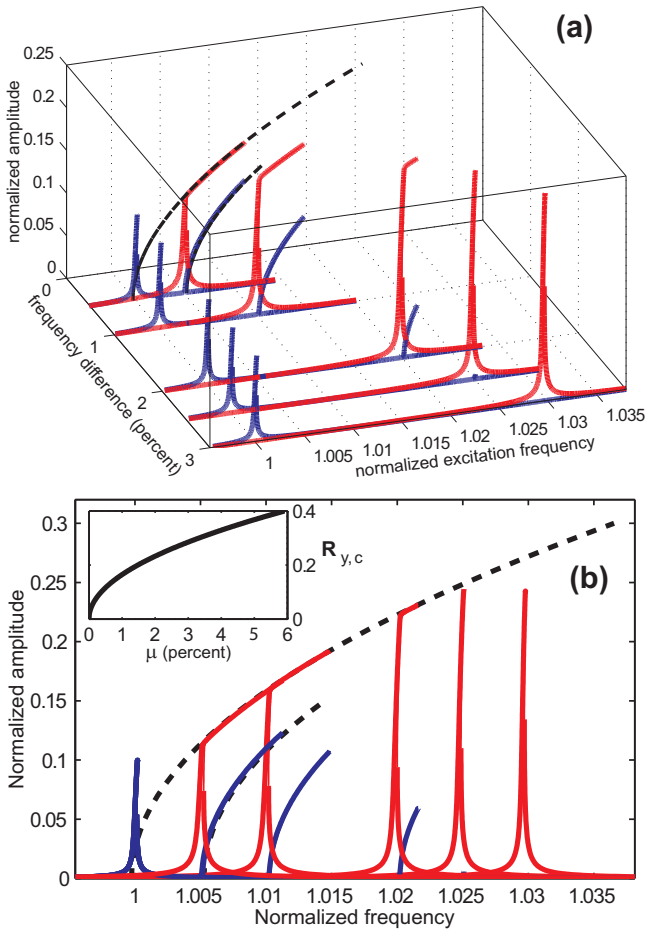 (a)
normalized amplitude
0.25
0.2
0.15
0.1
0.05
0
0
1
2
3
frequency difference (percent)
1
1.005
1.01
1.015
1.02
1.025
1.03
1.035
normalized excitation frequency
(b)
Normalized amplitude
0.3
0.25
0.2
0.15
0.1
0.05
0
0.4
0.2
0
R y,c
0 1 2 3 4 5 6
μ (percent)
1 1.005 1.01 1.015 1.02 1.025 1.03 1.035
Normalized frequency